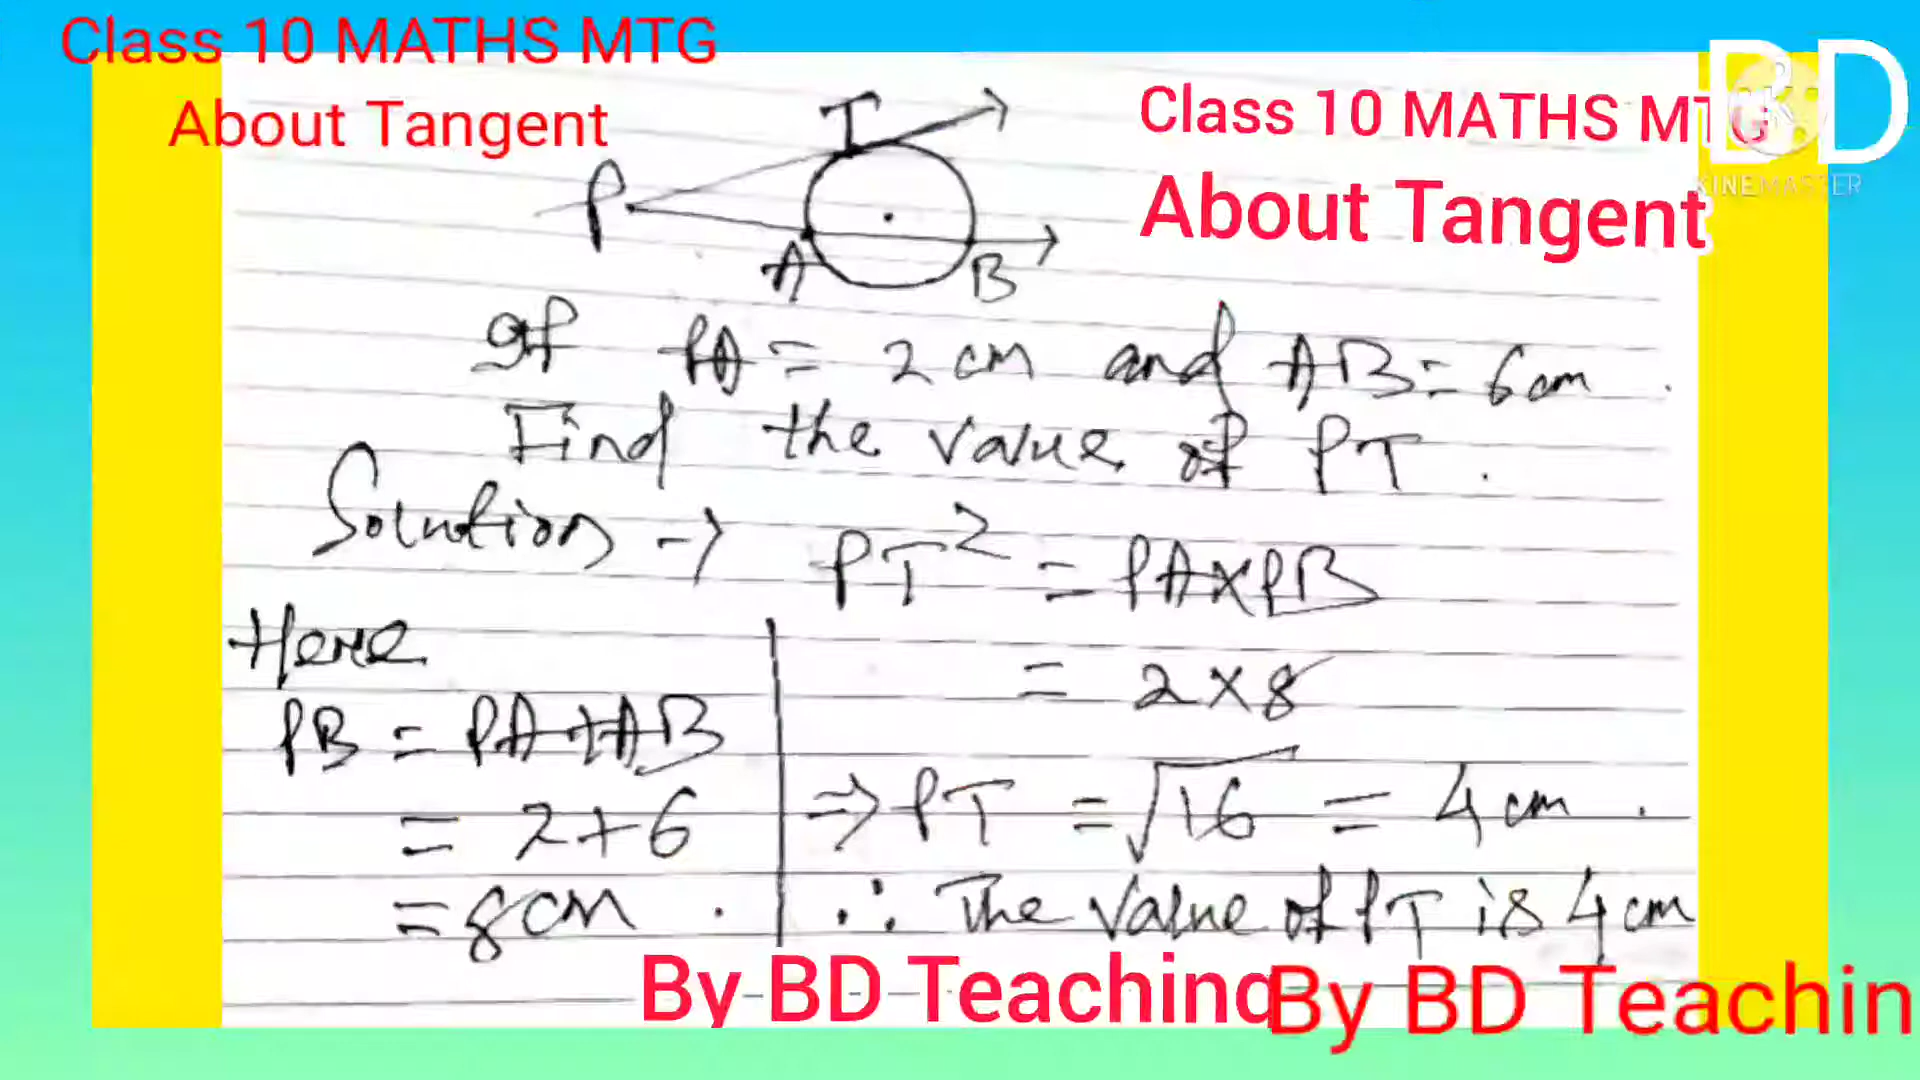 Class 10 MATHS MTG
About Tangent
Class 10 MATHS MTG
About Tangent
BD
KINEMASTER
T
P
A
B
If PA = 2 cm and AB = 6 cm.
Find the value of PT.
Solution → PT² = PA×PB
Here
= 2×8
PB = PA+AB
⇒ PT = √16 = 4 cm.
= 2+6
= 8 cm.
∴ The value of PT is 4 cm
By BD Teaching
By BD Teachin